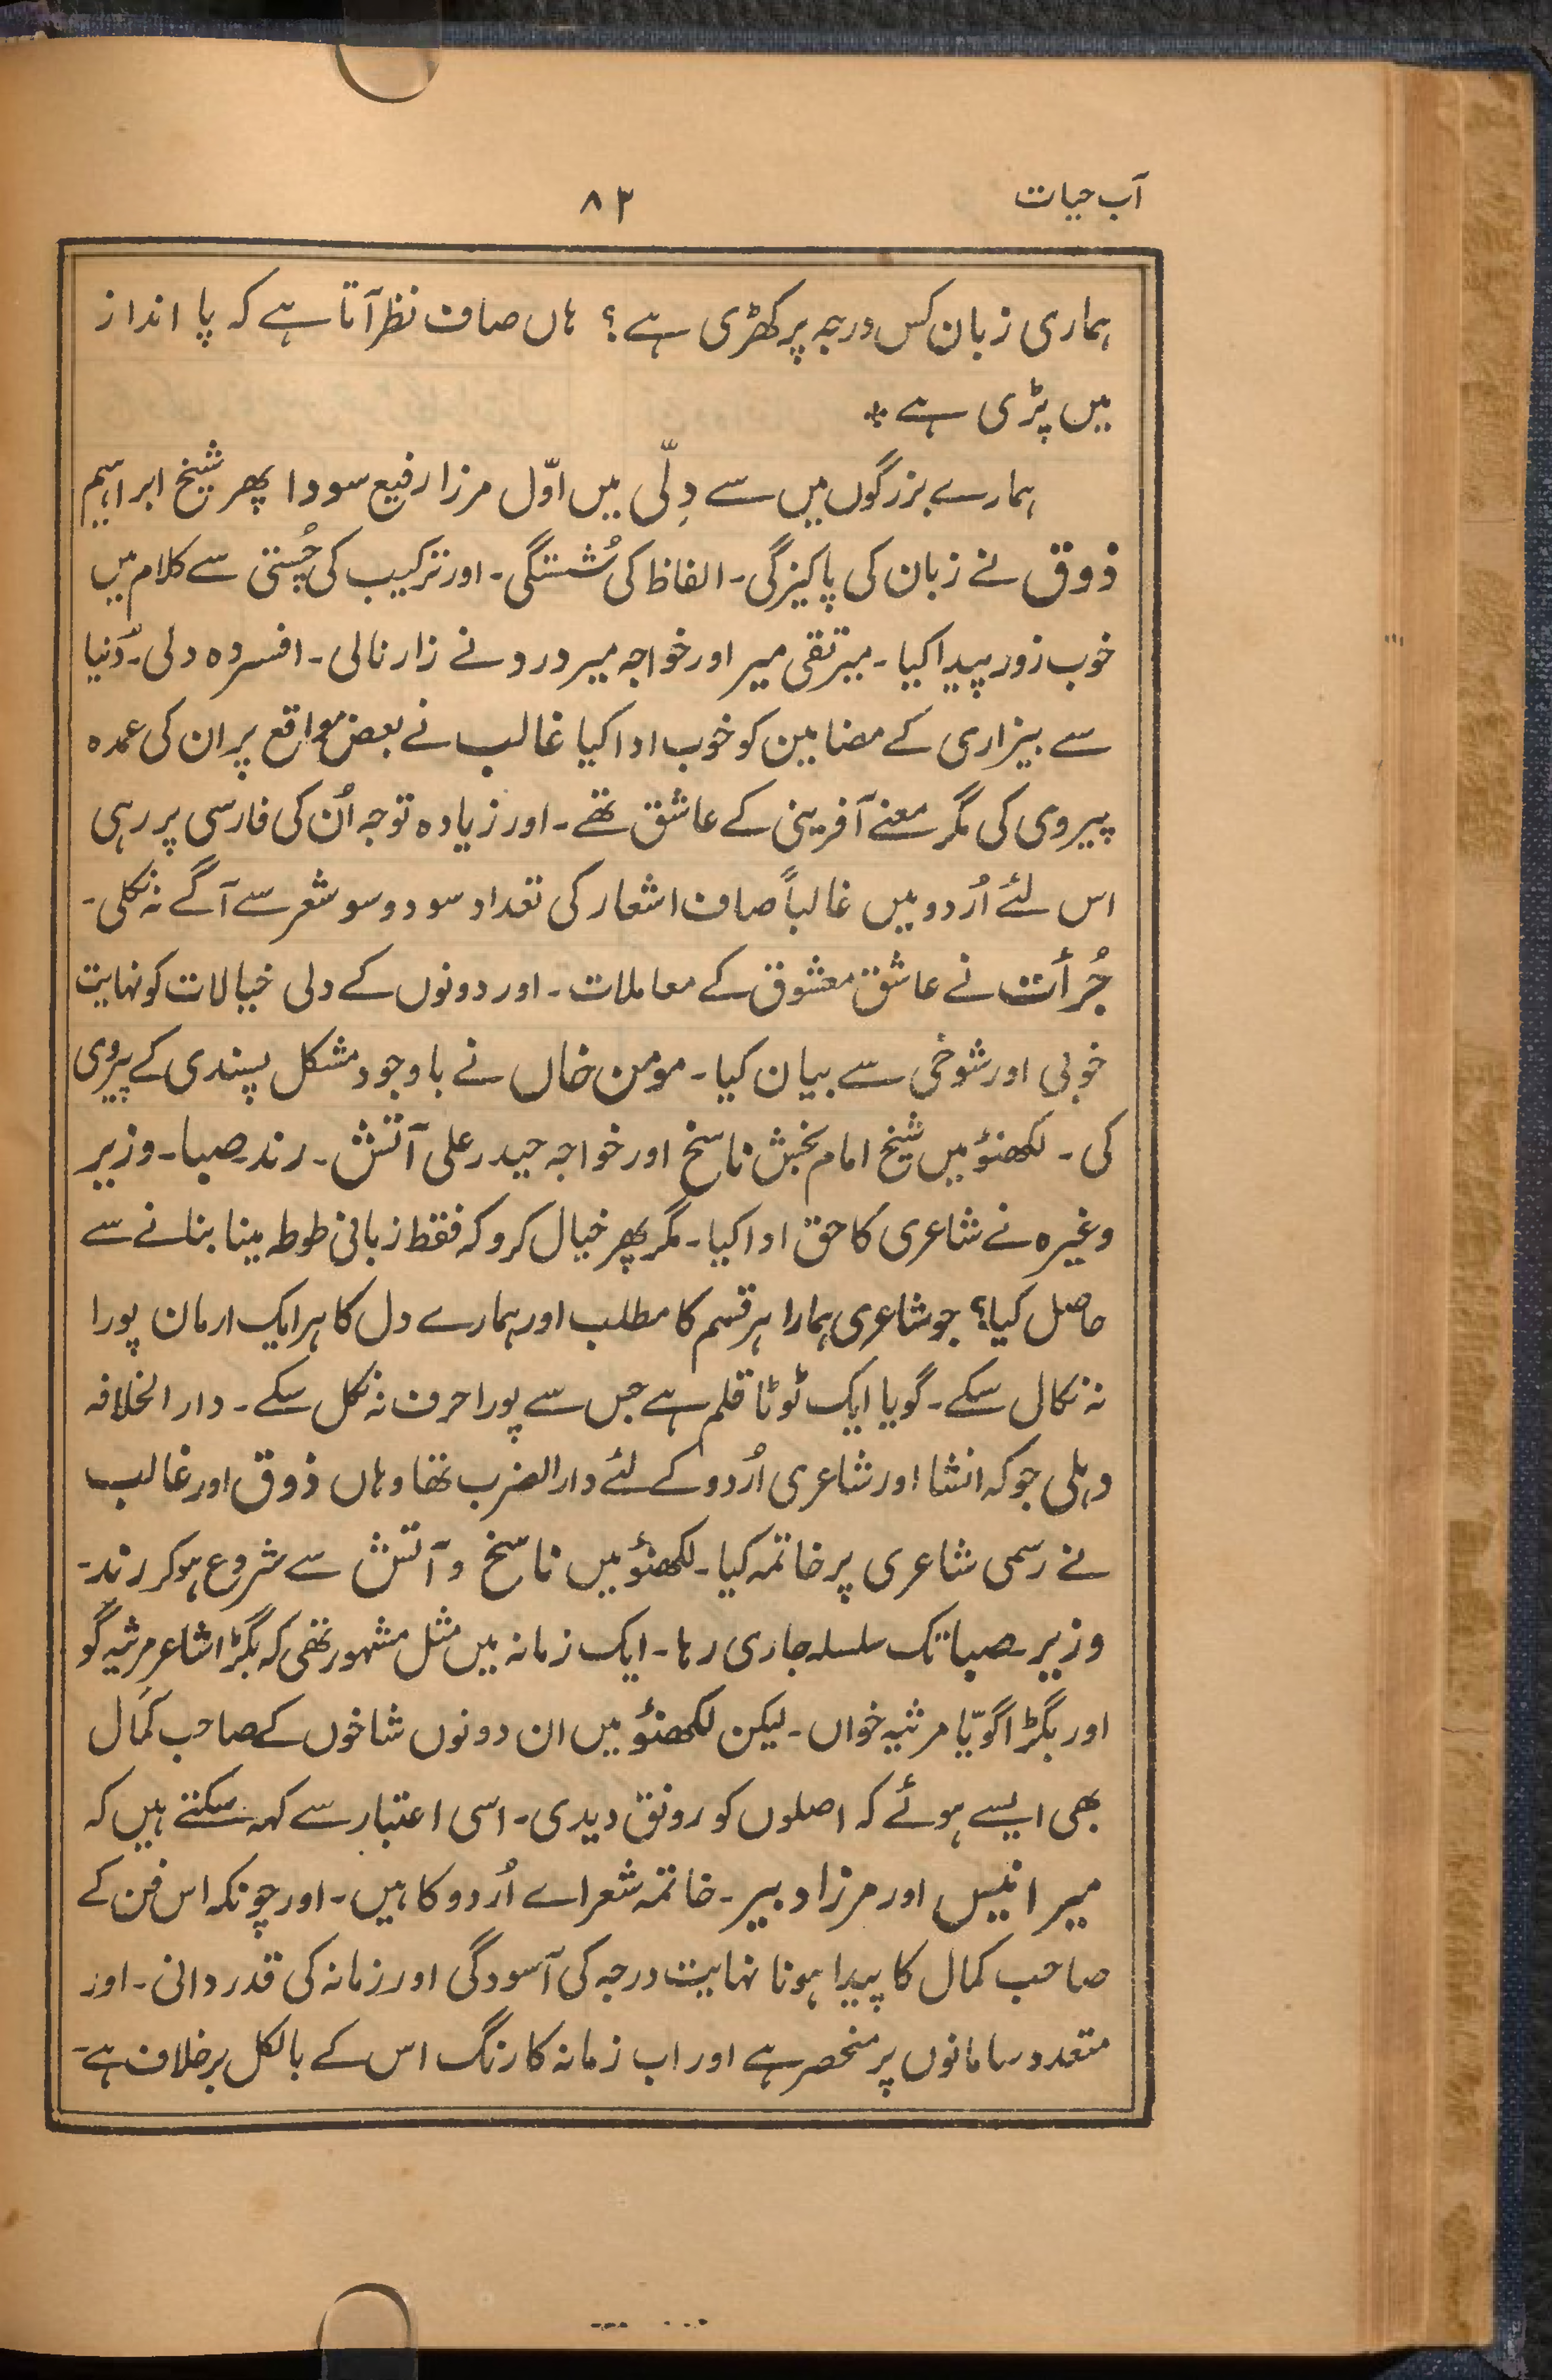 آب حیات
۸۲
ہماری زبان کس درجہ پر کھڑی ہے؟ ہاں صاف نظر آتا ہے کہ پا انداز
میں پڑی ہے *
ہمارے بزرگوں میں سے دِلّی میں اوّل مرزا رفیع سودا پھر شیخ ابراہیم
ذوق نے زبان کی پاکیزگی۔ الفاظ کی شُستگی۔ اور ترکیب کی چُستی سے کلام میں
خوب زور پیدا کیا۔ میر تقی میر اور خواجہ میر درد نے زار نالی۔ افسردہ دلی۔ دُنیا
سے بیزاری کے مضامین کو خوب ادا کیا غالب نے بعض مواقع پر ان کی عمدہ
پیروی کی مگر معنے آفرینی کے عاشق تھے۔ اور زیادہ توجہ اُن کی فارسی پر رہی
اس لئے اُردو میں غالباً صاف اشعار کی تعداد سو دو سو شعر سے آگے نہ نکلی۔
جُرأت نے عاشق معشوق کے معاملات۔ اور دونوں کے دلی خیالات کو نہایت
خوبی اور شوخی سے بیان کیا۔ مومن خاں نے باوجود مشکل پسندی کے پیروی
کی۔ لکھنؤ میں شیخ امام بخش ناسخ اور خواجہ حیدر علی آتش۔ رند۔ صبا۔ وزیر
وغیرہ نے شاعری کا حق ادا کیا۔ مگر پھر خیال کرو کہ فقط زبانی طوطہ مینا بنانے سے
حاصل کیا؟ جو شاعری ہمارا ہر قسم کا مطلب اور ہمارے دل کا ہر ایک ارمان پورا
نہ نکال سکے۔ گویا ایک ٹوٹا قلم ہے جس سے پورا حرف نہ نکل سکے۔ دار الخلافہ
دہلی جو کہ انشا اور شاعری اُردو کے لئے دار الضرب تھا وہاں ذوق اور غالب
نے رسمی شاعری پر خاتمہ کیا۔ لکھنؤ میں ناسخ و آتش سے شروع ہو کر رند۔
وزیر۔ صبا تک سلسلہ جاری رہا۔ ایک زمانہ میں مثل مشہور تھی کہ بگڑا شاعر مرثیہ گو
اور بگڑا گویّا مرثیہ خواں۔ لیکن لکھنؤ میں ان دونوں شاخوں کے صاحب کمال
بھی ایسے ہوئے کہ اصلوں کو رونق دیدی۔ اسی اعتبار سے کہہ سکتے ہیں کہ
میر انیس اور مرزا دبیر۔ خاتمہ شعراے اُردو کا ہیں۔ اور چونکہ اس فن کے
صاحب کمال کا پیدا ہونا نہایت درجہ کی آسودگی اور زمانہ کی قدردانی۔ اور
متعدد سامانوں پر منحصر ہے اور اب زمانہ کا رنگ اس کے بالکل برخلاف ہے۔